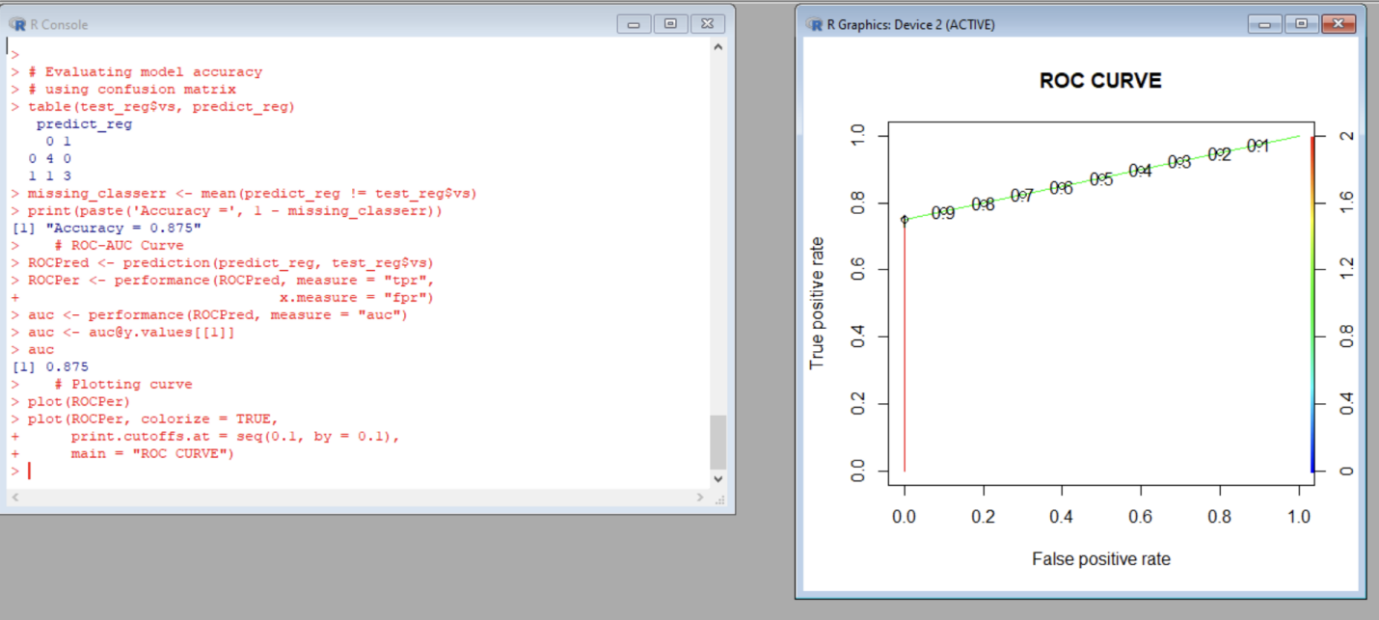 R Console
>
> # Evaluating model accuracy
> # using confusion matrix
> table(test_reg$vs, predict_reg)
   predict_reg
    0 1
  0 4 0
  1 1 3
> missing_classerr <- mean(predict_reg != test_reg$vs)
> print(paste('Accuracy =', 1 - missing_classerr))
[1] "Accuracy = 0.875"
>    # ROC-AUC Curve
> ROCPred <- prediction(predict_reg, test_reg$vs)
> ROCPer <- performance(ROCPred, measure = "tpr",
+                              x.measure = "fpr")
> auc <- performance(ROCPred, measure = "auc")
> auc <- auc@y.values[[1]]
> auc
[1] 0.875
>    # Plotting curve
> plot(ROCPer)
> plot(ROCPer, colorize = TRUE,
+      print.cutoffs.at = seq(0.1, by = 0.1),
+      main = "ROC CURVE")
>
R Graphics: Device 2 (ACTIVE)
ROC CURVE
True positive rate
1.0
0.8
0.6
0.4
0.2
0.0
1
0.9
0.8
0.7
0.6
0.5
0.4
0.3
0.2
0.1
2
1.6
1.2
0.8
0.4
0
0.0 0.2 0.4 0.6 0.8 1.0
False positive rate